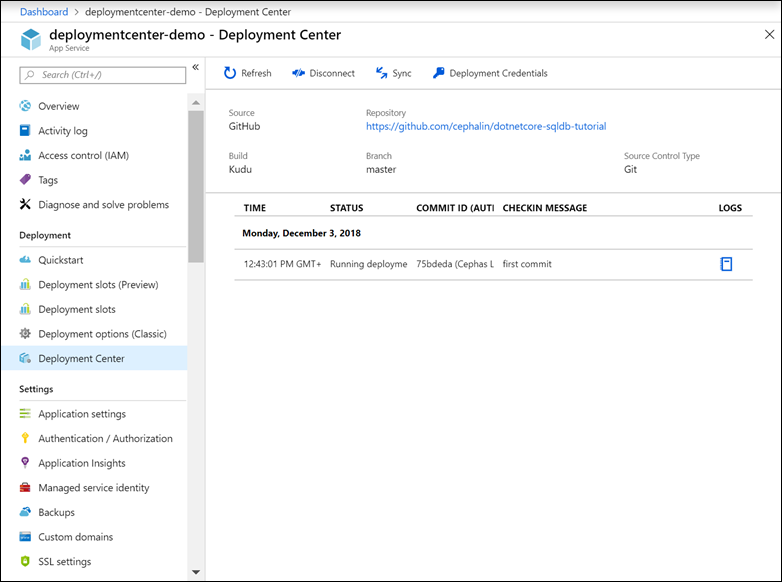 Dashboard > deploymentcenter-demo - Deployment Center
deploymentcenter-demo - Deployment Center
App Service
Search (Ctrl+/)
Overview
Activity log
Access control (IAM)
Tags
Diagnose and solve problems
Deployment
Quickstart
Deployment slots (Preview)
Deployment slots
Deployment options (Classic)
Deployment Center
Settings
Application settings
Authentication / Authorization
Application Insights
Managed service identity
Backups
Custom domains
SSL settings
Refresh Disconnect Sync Deployment Credentials
Source Repository
GitHub https://github.com/cephalin/dotnetcore-sqldb-tutorial
Build Branch Source Control Type
Kudu master Git
TIME STATUS COMMIT ID (AUTI CHECKIN MESSAGE LOGS
Monday, December 3, 2018
12:43:01 PM GMT+ Running deployme 75bdeda (Cephas L first commit